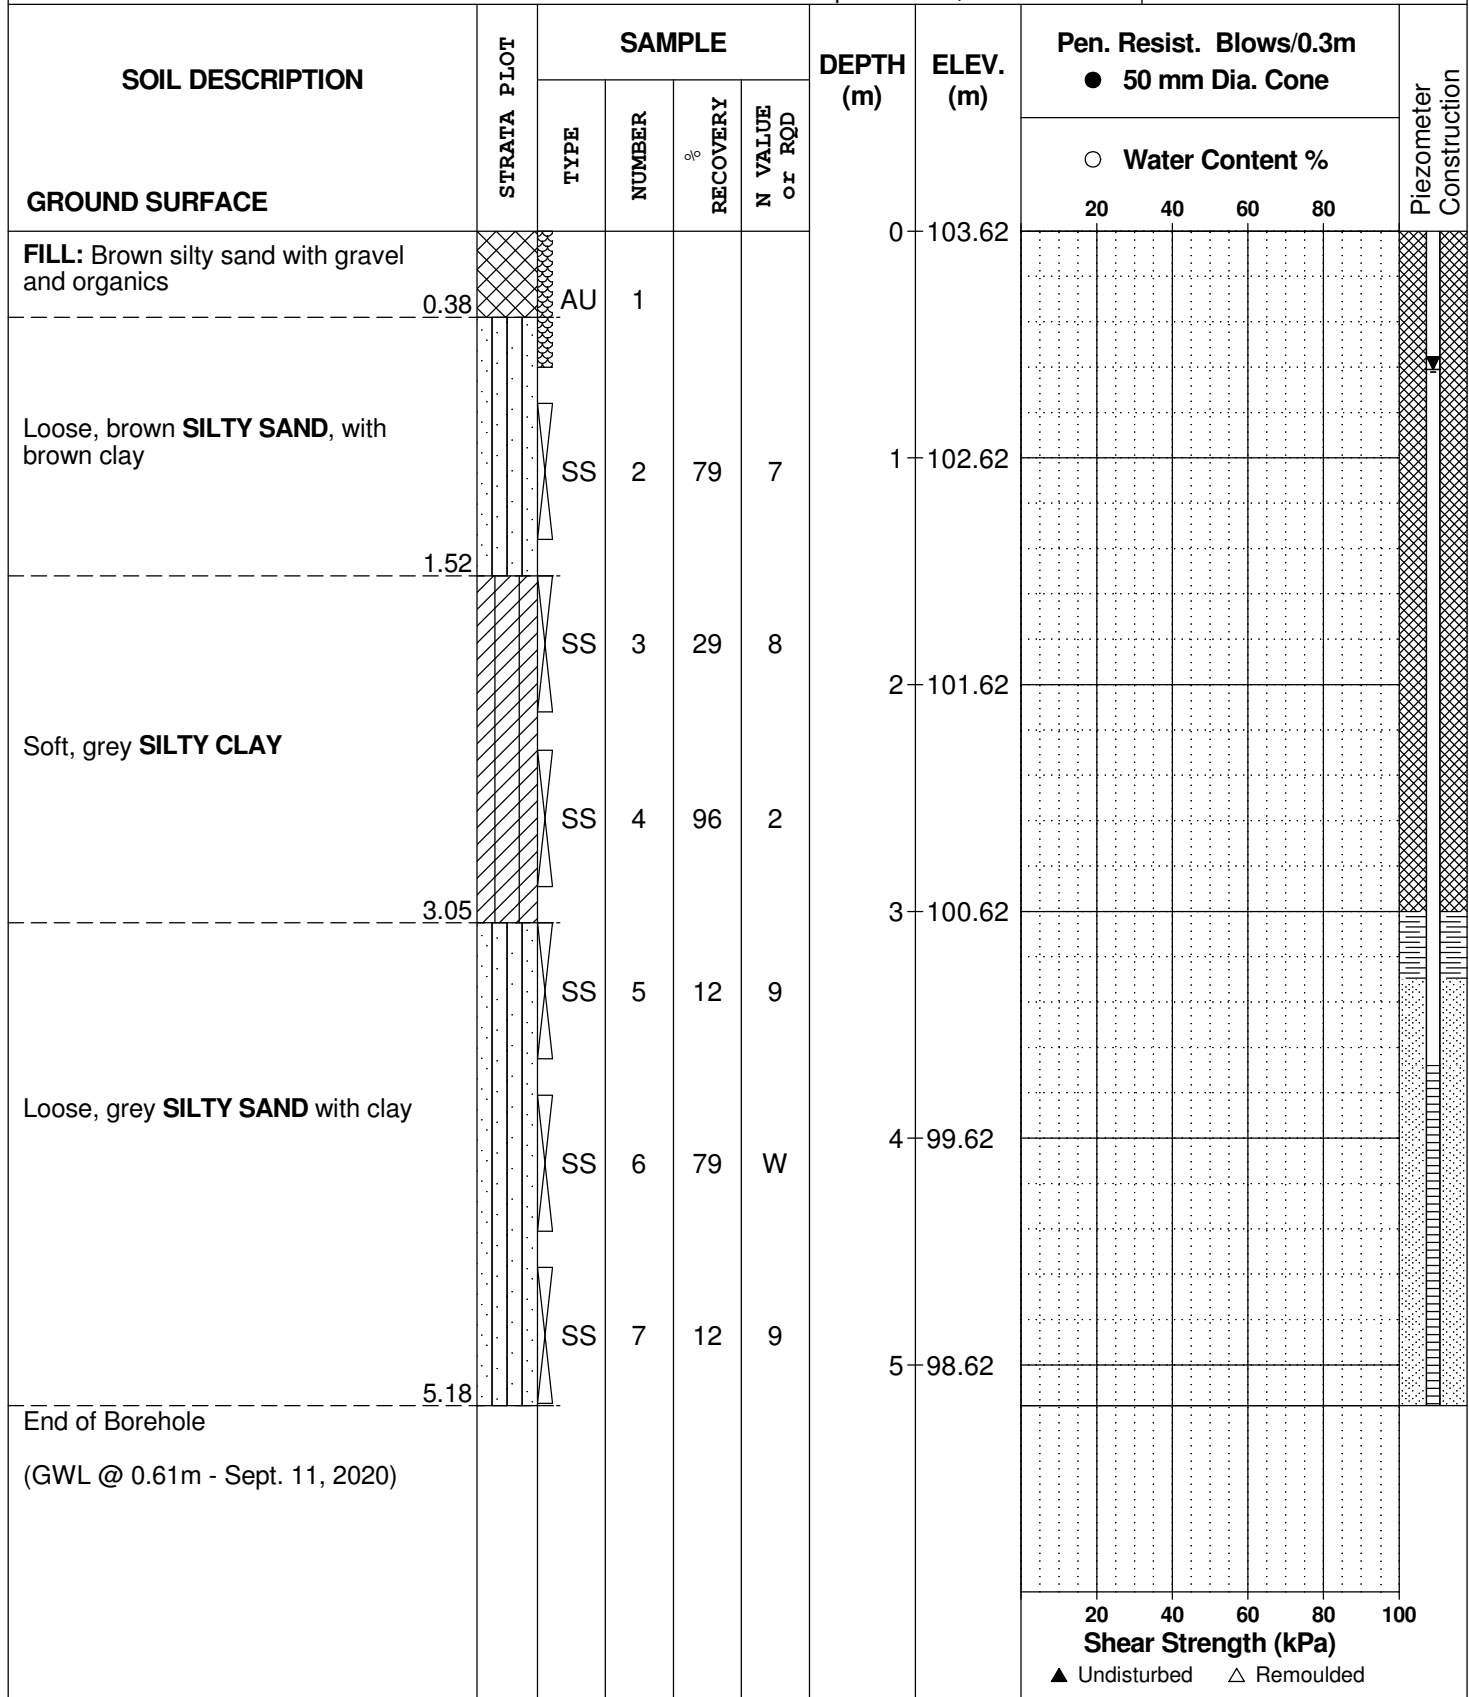 SOIL DESCRIPTION
GROUND SURFACE
STRATA PLOT
SAMPLE
TYPE
NUMBER
%
RECOVERY
N VALUE
or RQD
DEPTH
(m)
ELEV.
(m)
Pen. Resist. Blows/0.3m
● 50 mm Dia. Cone
○ Water Content %
20 40 60 80
Piezometer
Construction
0 103.62
FILL: Brown silty sand with gravel
and organics
0.38
AU 1
Loose, brown SILTY SAND, with
brown clay
SS 2 79 7
1 102.62
1.52
SS 3 29 8
2 101.62
Soft, grey SILTY CLAY
SS 4 96 2
3.05
3 100.62
SS 5 12 9
Loose, grey SILTY SAND with clay
4 99.62
SS 6 79 W
SS 7 12 9
5 98.62
5.18
End of Borehole
(GWL @ 0.61m - Sept. 11, 2020)
20 40 60 80 100
Shear Strength (kPa)
▲ Undisturbed △ Remoulded